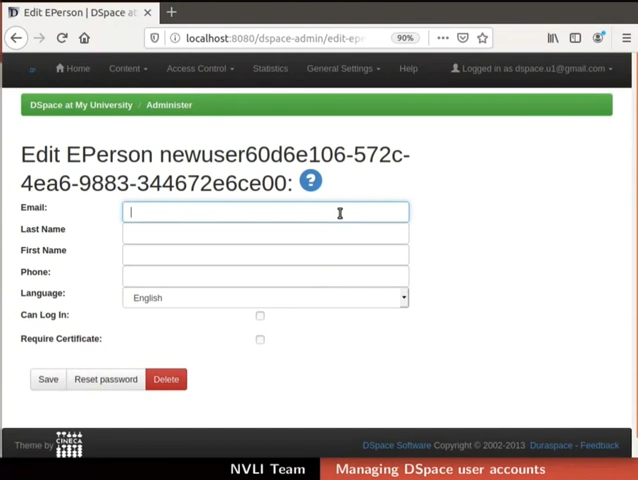 Edit EPerson | DSpace at
localhost:8080/dspace-admin/edit-epe
90%
Home Content Access Control Statistics General Settings Help Logged in as dspace.u1@gmail.com
DSpace at My University / Administer
Edit EPerson newuser60d6e106-572c-
4ea6-9883-344672e6ce00: ?
Email:
Last Name
First Name
Phone:
Language: English
Can Log In:
Require Certificate:
Save Reset password Delete
Theme by CINECA DSpace Software Copyright © 2002-2013 Duraspace - Feedback
NVLI Team Managing DSpace user accounts